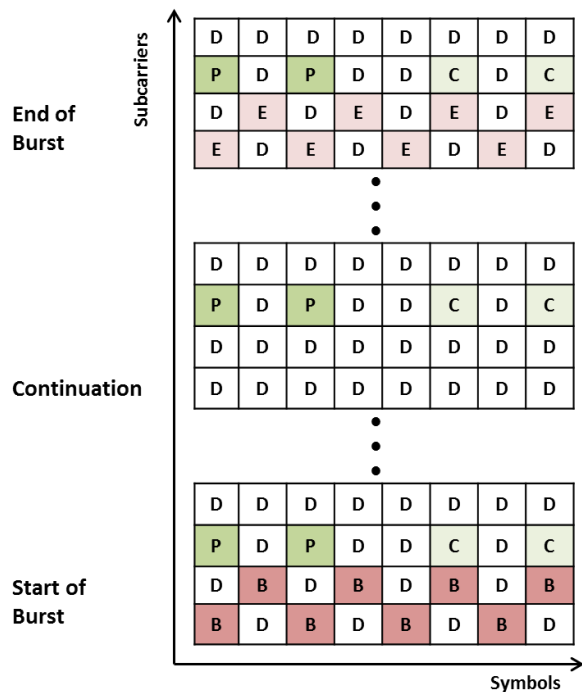 Subcarriers
D D D D D D D D
P D P D D C D C
End of
Burst
D E D E D E D E
E D E D E D E D
D D D D D D D D
P D P D D C D C
D D D D D D D D
Continuation
D D D D D D D D
D D D D D D D D
P D P D D C D C
Start of
Burst
D B D B D B D B
B D B D B D B D
Symbols